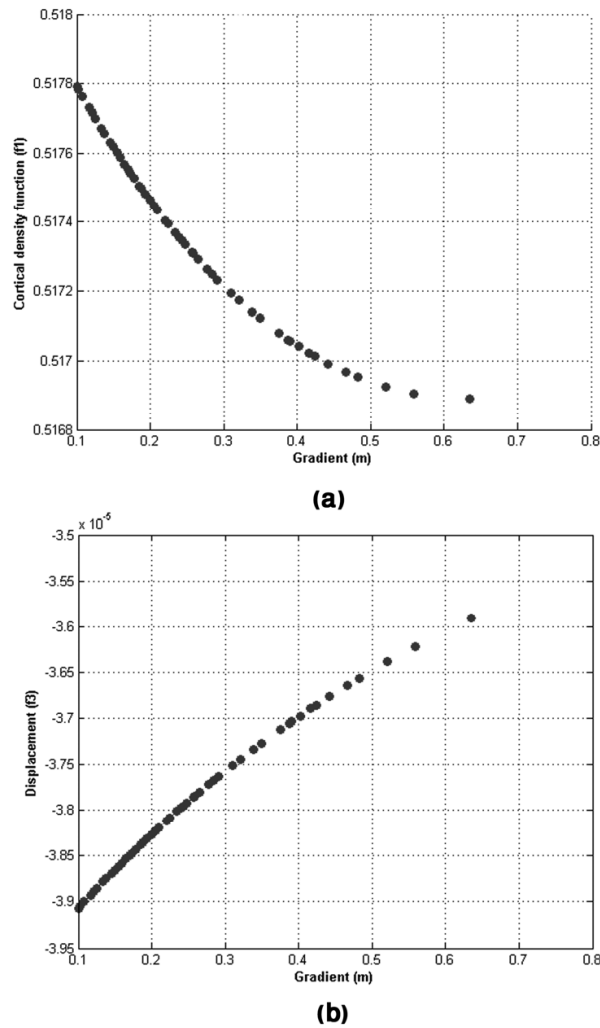 0.518
0.5178
0.5176
0.5174
0.5172
0.517
0.5168
Cortical density function (f1)
0.1 0.2 0.3 0.4 0.5 0.6 0.7 0.8
Gradient (m)
(a)
x 10⁻⁵
-3.5
-3.55
-3.6
-3.65
-3.7
-3.75
-3.8
-3.85
-3.9
-3.95
Displacement (f3)
0.1 0.2 0.3 0.4 0.5 0.6 0.7 0.8
Gradient (m)
(b)